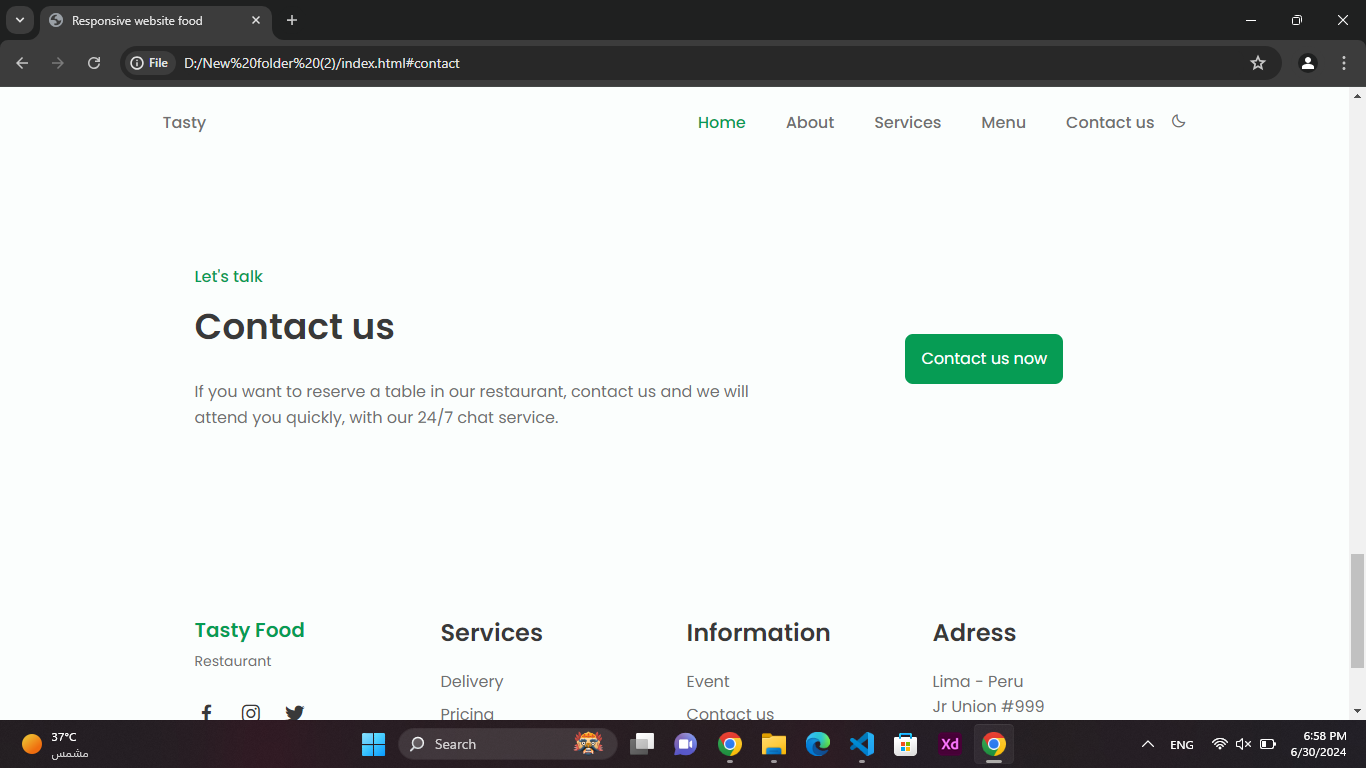 Responsive website food
File
D:/New%20folder%20(2)/index.html#contact
Tasty
Home
About
Services
Menu
Contact us
Let's talk
Contact us
If you want to reserve a table in our restaurant, contact us and we will
attend you quickly, with our 24/7 chat service.
Contact us now
Tasty Food
Restaurant
Services
Delivery
Pricing
Information
Event
Contact us
Adress
Lima - Peru
Jr Union #999
37°C
مشمس
Search
Xd
ENG
6:58 PM
6/30/2024